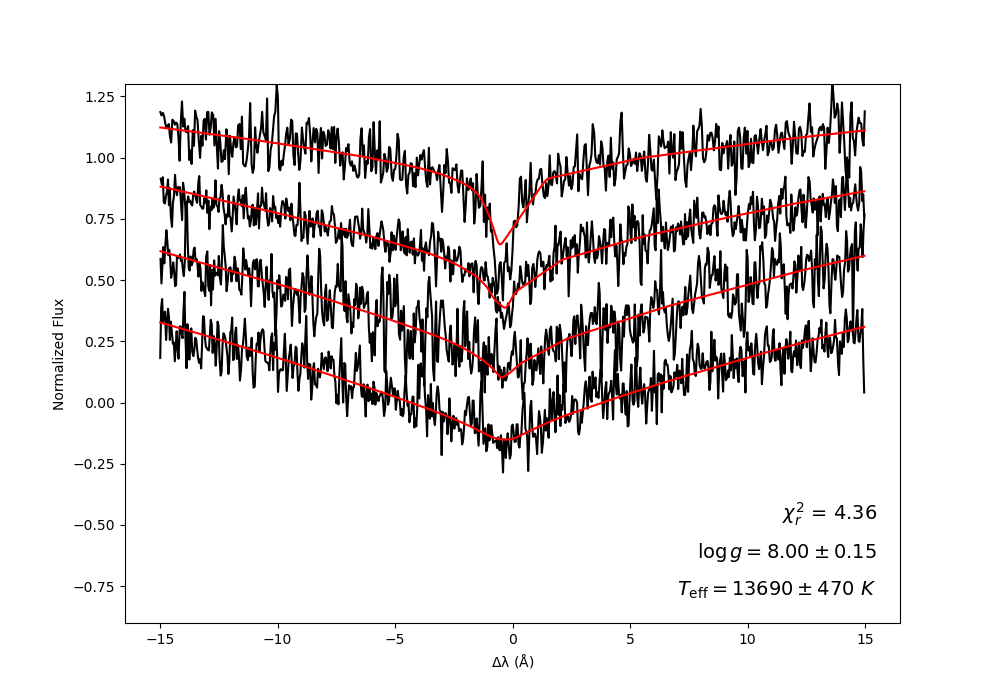 1.25
1.00
0.75
0.50
0.25
0.00
−0.25
−0.50
−0.75
Normalized Flux
χ²ᵣ = 4.36
log g = 8.00 ± 0.15
T_eff = 13690 ± 470 K
−15 −10 −5 0 5 10 15
Δλ (Å)